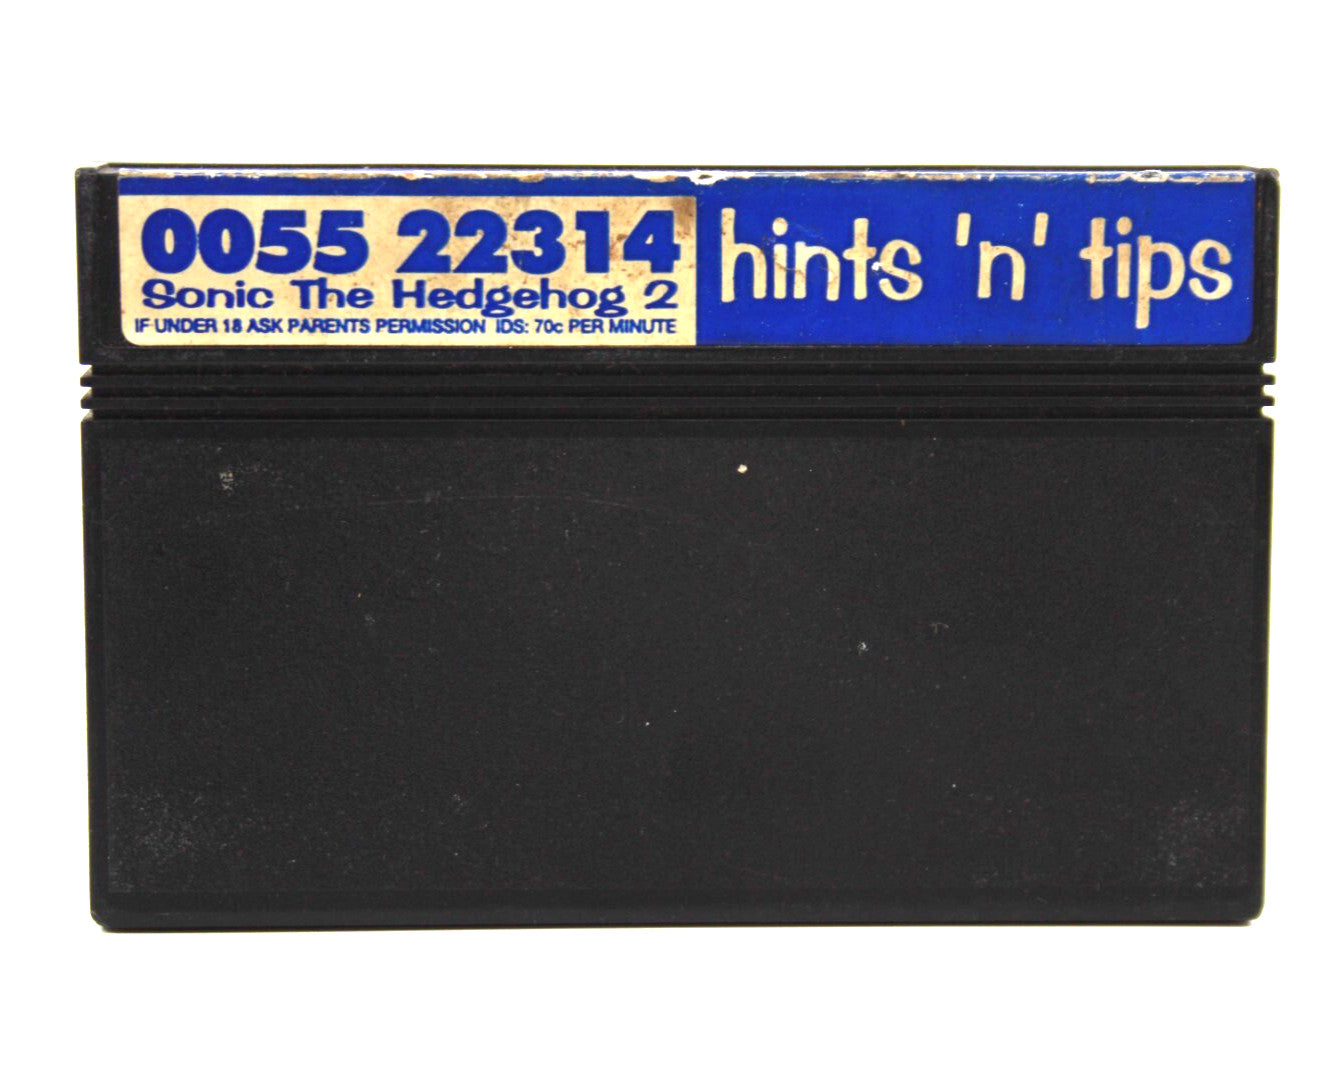 0055 22314
Sonic The Hedgehog 2
IF UNDER 18 ASK PARENTS PERMISSION IDS: 70c PER MINUTE
hints 'n' tips